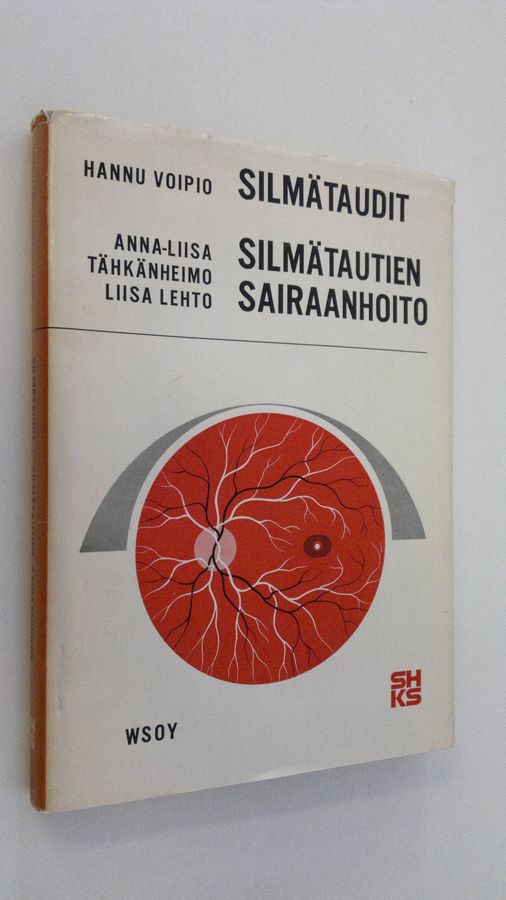 HANNU VOIPIO
SILMÄTAUDIT
ANNA-LIISA
TÄHKÄNHEIMO
LIISA LEHTO
SILMÄTAUTIEN
SAIRAANHOITO
SH
KS
WSOY